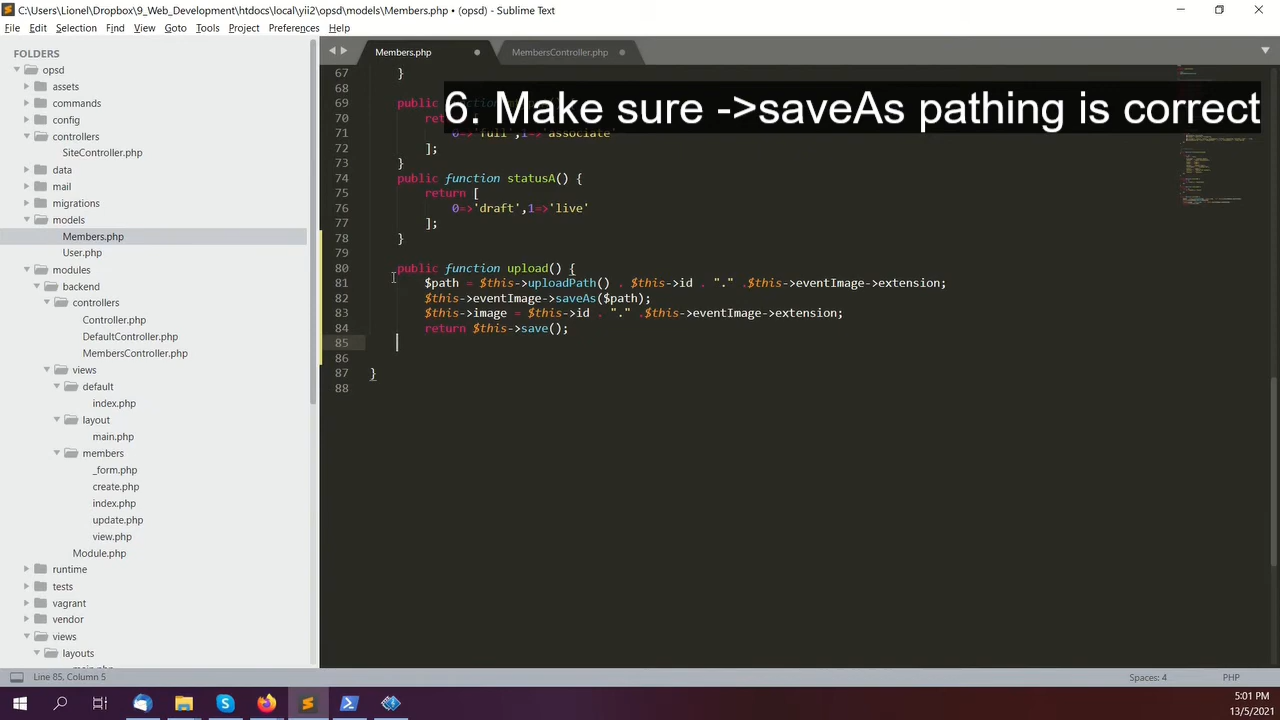 C:\Users\Lionel\Dropbox\9_Web_Development\htdocs\local\yii2\opsd\models\Members.php • (opsd) - Sublime Text
File Edit Selection Find View Goto Tools Project Preferences Help
FOLDERS
opsd
assets
commands
config
controllers
SiteController.php
data
mail
migrations
models
Members.php
User.php
modules
backend
controllers
Controller.php
DefaultController.php
MembersController.php
views
default
index.php
layout
main.php
members
_form.php
create.php
index.php
update.php
view.php
Module.php
runtime
tests
vagrant
vendor
views
layouts
Members.php MembersController.php
6. Make sure ->saveAs pathing is correct
67 }
68
69 public
70 ret
71 0=>'full',1=>'associate'
72 ];
73 }
74 public function statusA() {
75 return [
76 0=>'draft',1=>'live'
77 ];
78 }
79
80 public function upload() {
81 $path = $this->uploadPath() . $this->id . "." .$this->eventImage->extension;
82 $this->eventImage->saveAs($path);
83 $this->image = $this->id . "." .$this->eventImage->extension;
84 return $this->save();
85
86
87 }
88
Line 85, Column 5 Spaces: 4 PHP
5:01 PM
13/5/2021